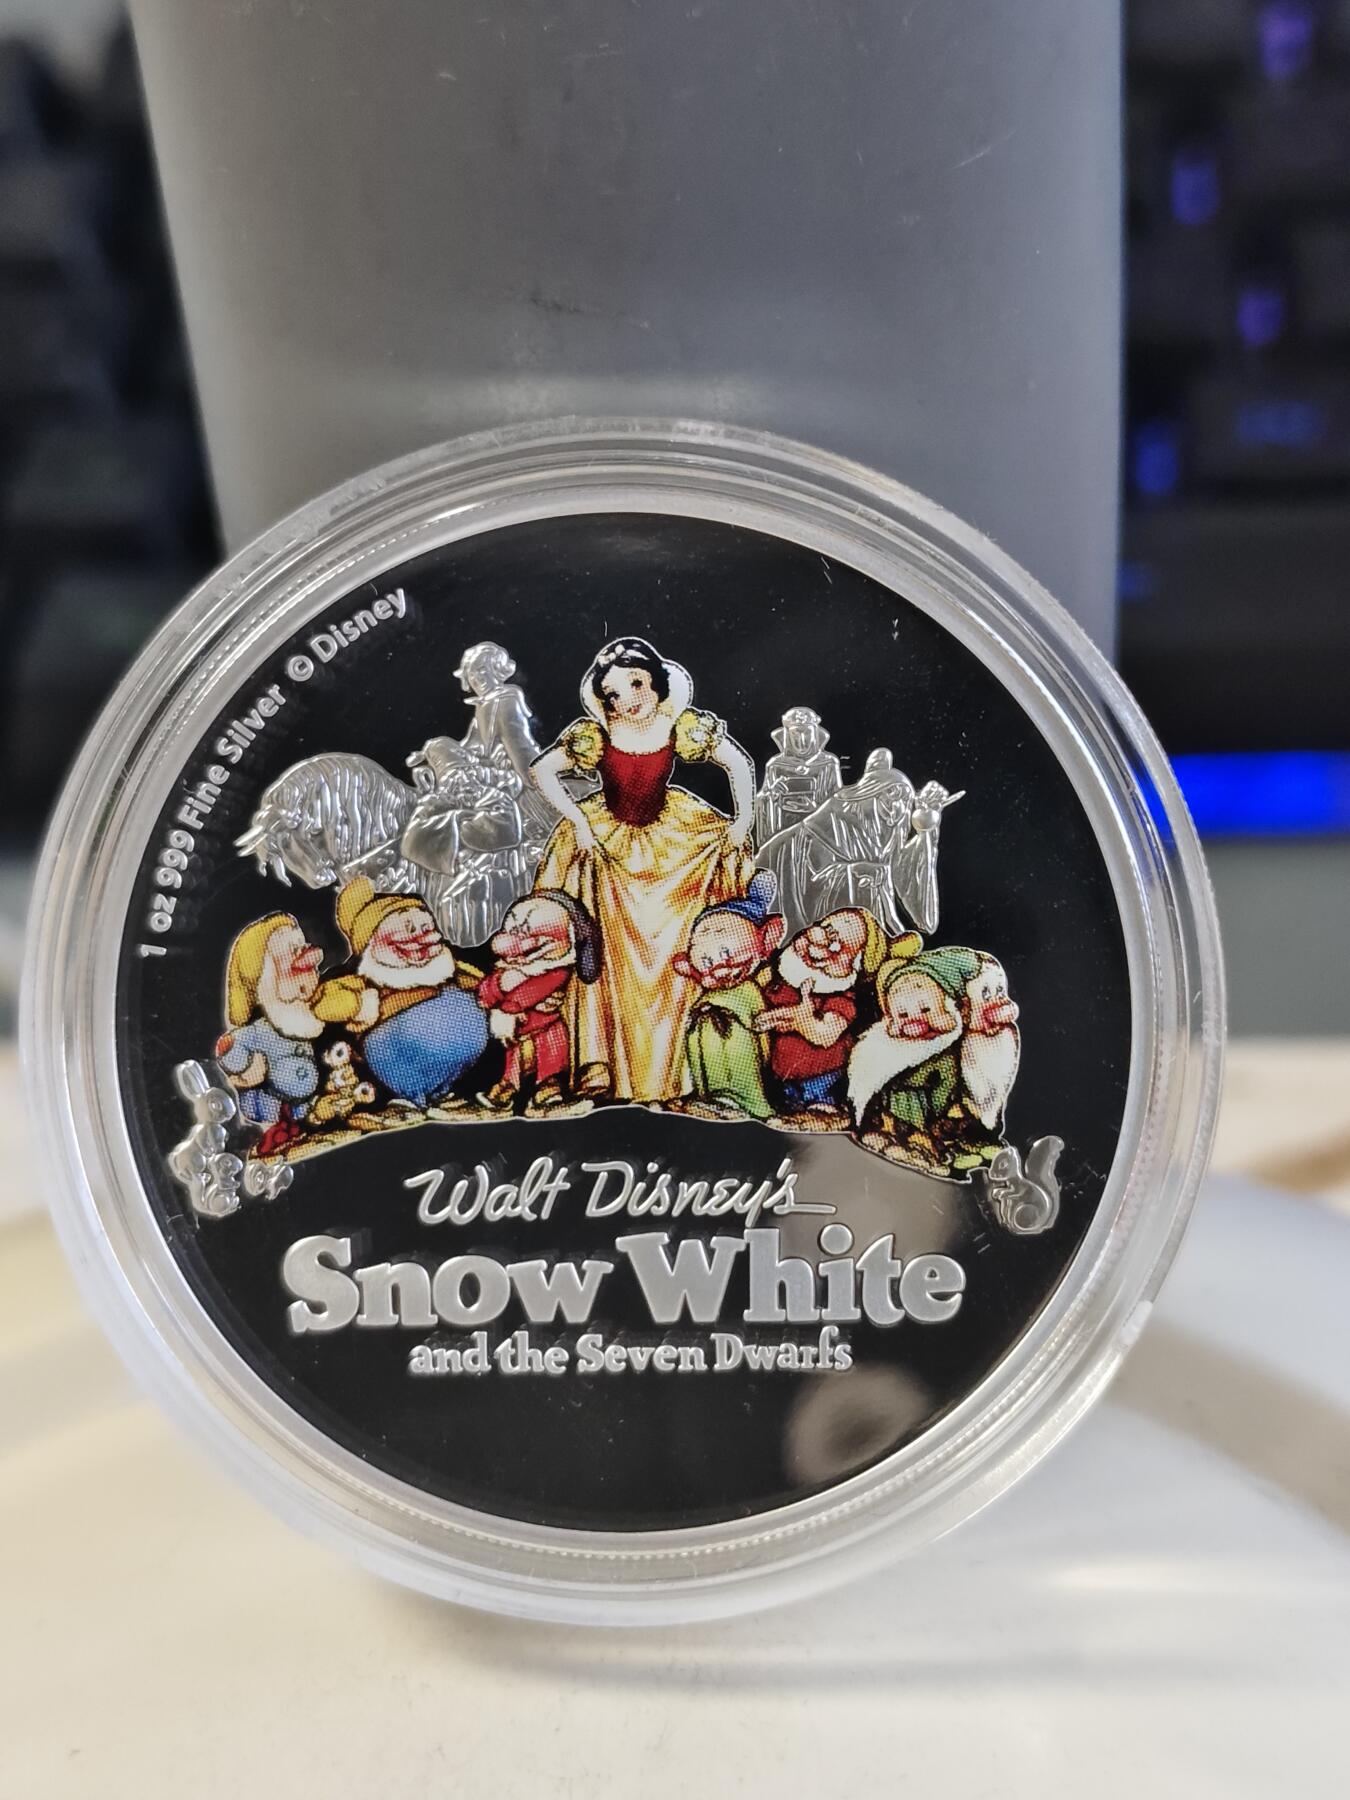 1 oz 999 Fine Silver © Disney
Walt Disney's
Snow White
and the Seven Dwarfs